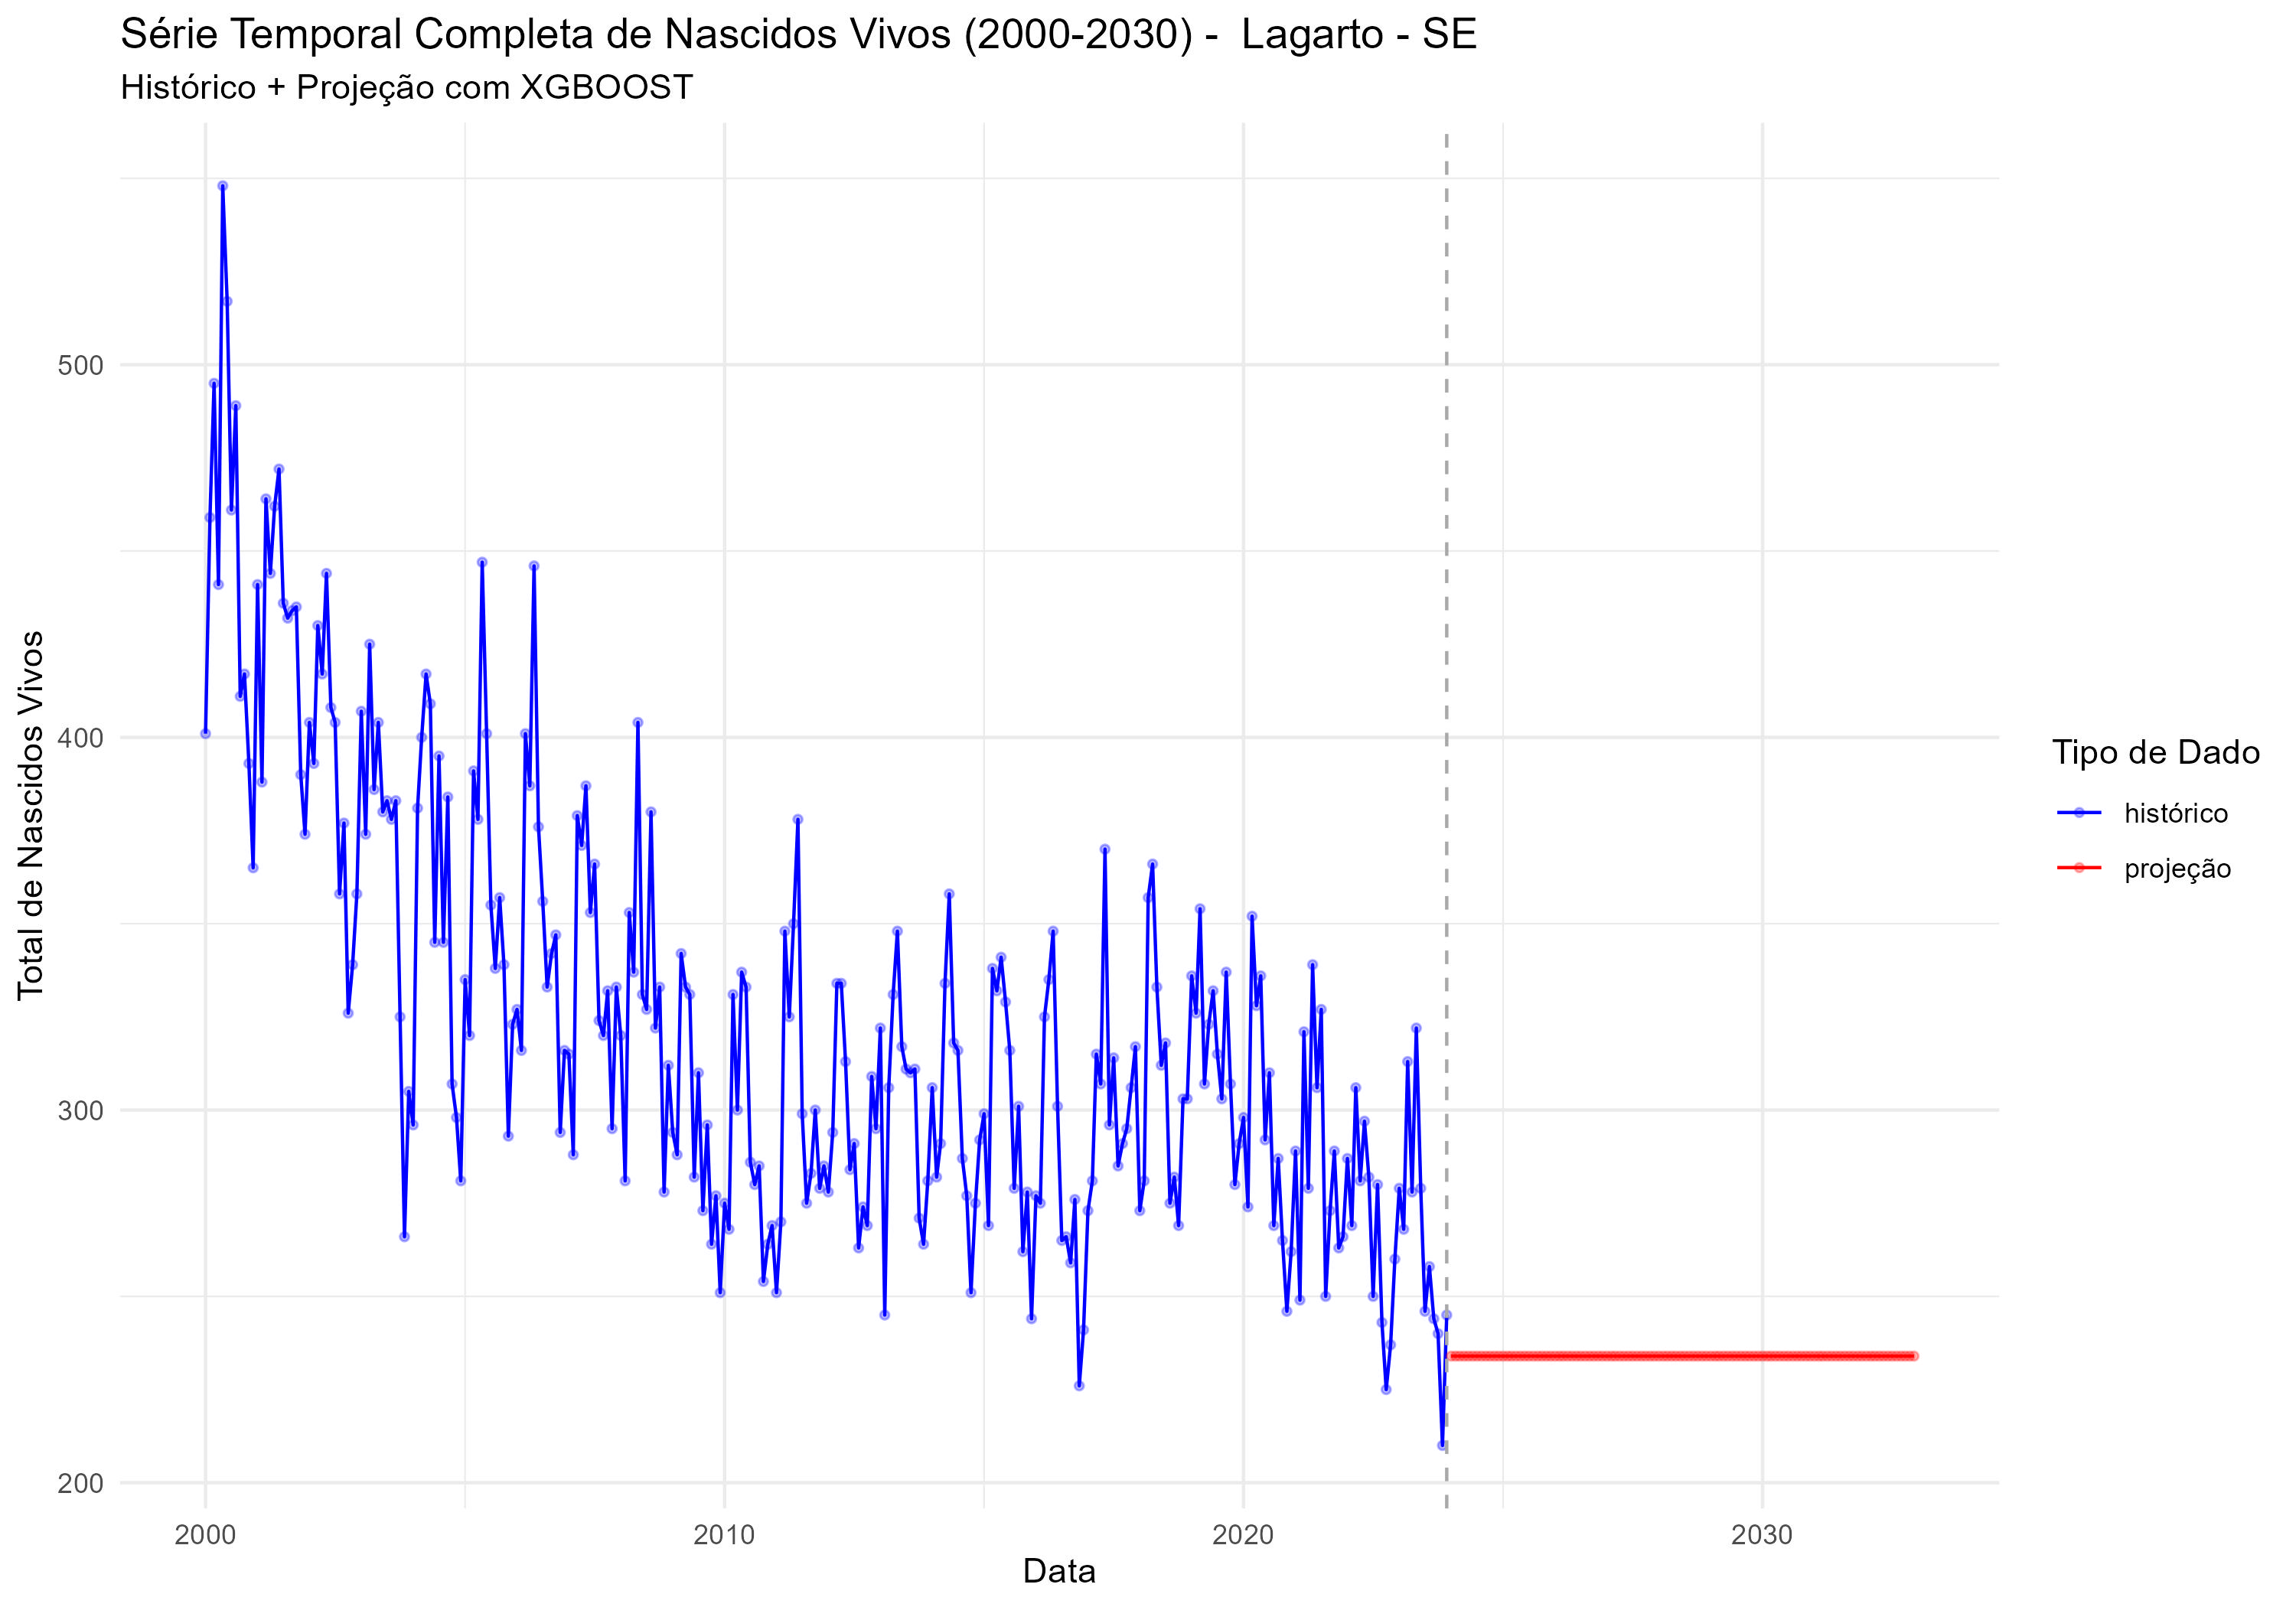 Série Temporal Completa de Nascidos Vivos (2000-2030) -  Lagarto - SE
Histórico + Projeção com XGBOOST
Total de Nascidos Vivos
500
400
300
200
2000
2010
2020
2030
Data
Tipo de Dado
histórico
projeção